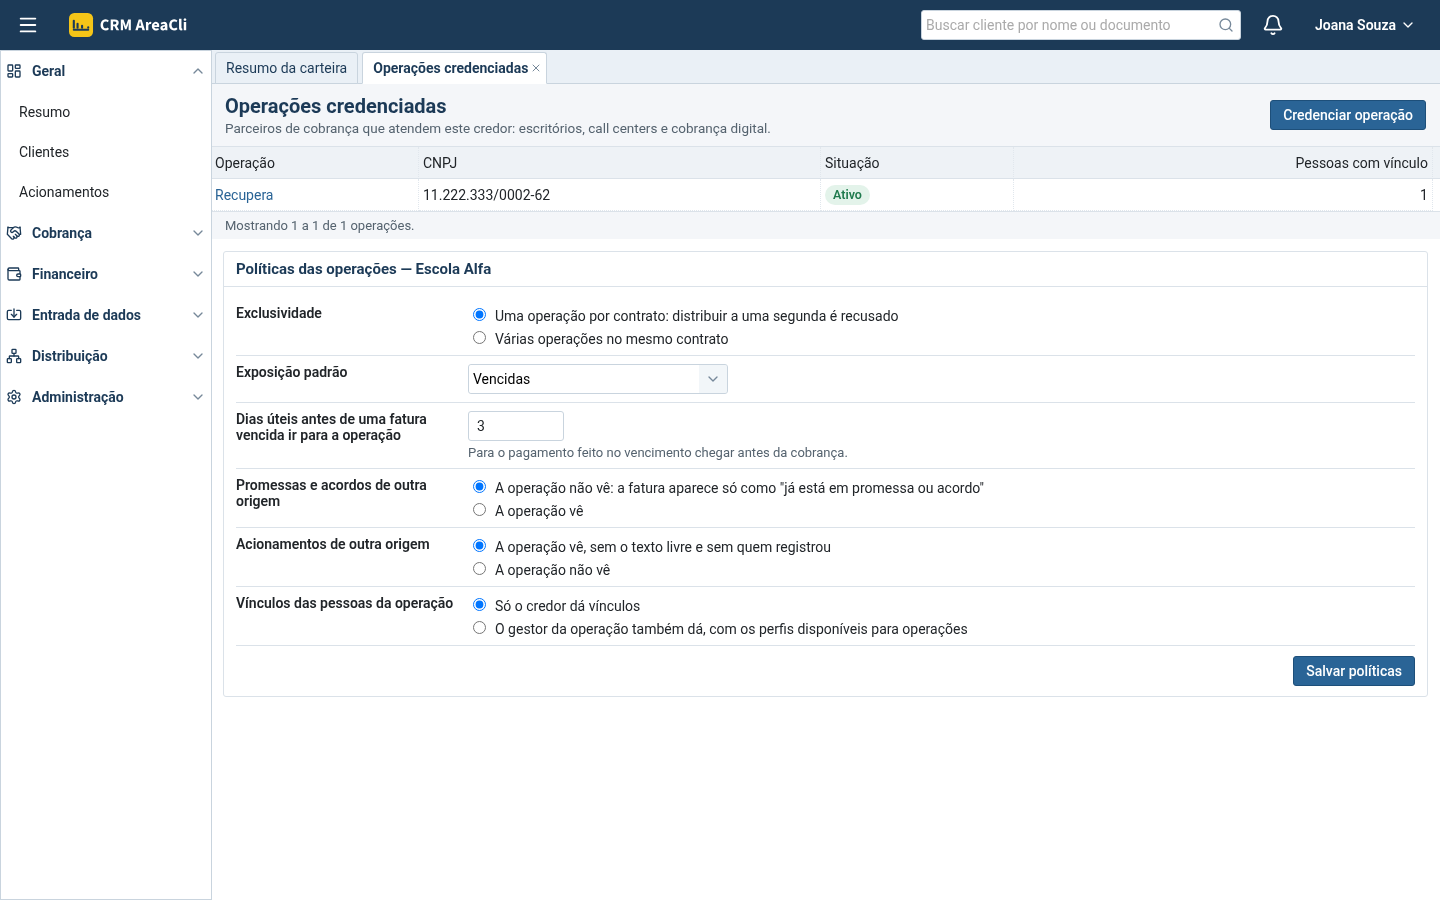 CRM AreaCli
Buscar cliente por nome ou documento
Joana Souza
Geral
Resumo
Clientes
Acionamentos
Cobrança
Financeiro
Entrada de dados
Distribuição
Administração
Resumo da carteira
Operações credenciadas
Operações credenciadas
Parceiros de cobrança que atendem este credor: escritórios, call centers e cobrança digital.
Credenciar operação
Operação CNPJ Situação Pessoas com vínculo
Recupera 11.222.333/0002-62 Ativo 1
Mostrando 1 a 1 de 1 operações.
Políticas das operações — Escola Alfa
Exclusividade
Uma operação por contrato: distribuir a uma segunda é recusado
Várias operações no mesmo contrato
Exposição padrão
Vencidas
Dias úteis antes de uma fatura
vencida ir para a operação
3
Para o pagamento feito no vencimento chegar antes da cobrança.
Promessas e acordos de outra
origem
A operação não vê: a fatura aparece só como "já está em promessa ou acordo"
A operação vê
Acionamentos de outra origem
A operação vê, sem o texto livre e sem quem registrou
A operação não vê
Vínculos das pessoas da operação
Só o credor dá vínculos
O gestor da operação também dá, com os perfis disponíveis para operações
Salvar políticas